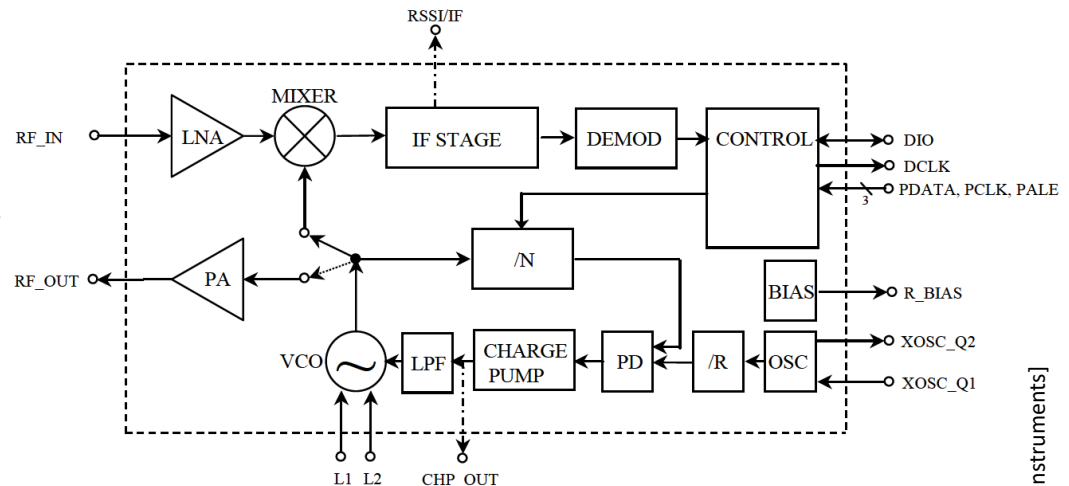 RSSI/IF
MIXER
RF_IN
LNA
IF STAGE
DEMOD
CONTROL
DIO
DCLK
PDATA, PCLK, PALE
3
RF_OUT
PA
/N
BIAS
R_BIAS
VCO
LPF
CHARGE
PUMP
PD
/R
OSC
XOSC_Q2
XOSC_Q1
L1
L2
CHP_OUT
nstruments]